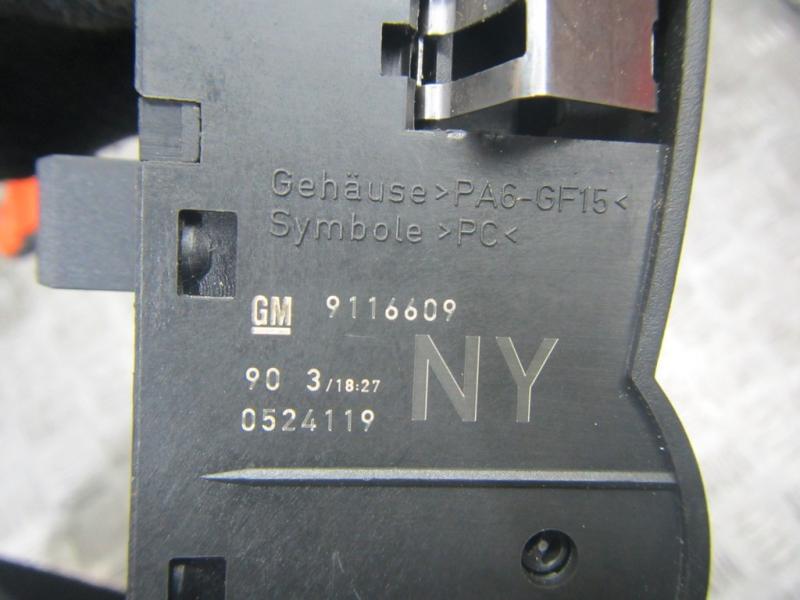 Gehäuse >PA6-GF15<
Symbole >PC<
GM 9116609
NY
90 3/18:27
0524119